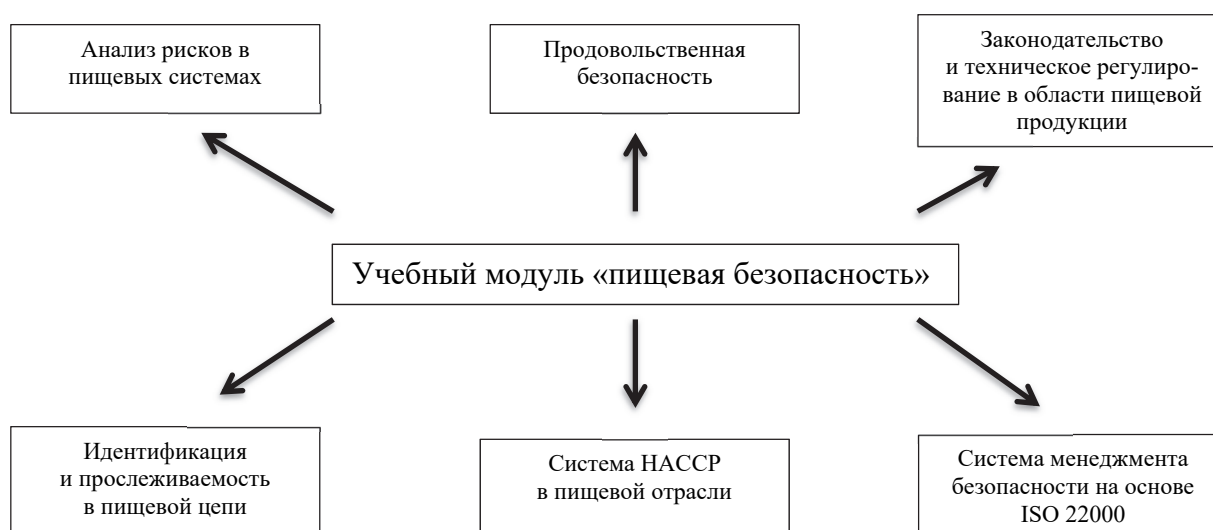 Анализ рисков в
пищевых системах
Продовольственная
безопасность
Законодательство
и техническое регулиро-
вание в области пищевой
продукции
Учебный модуль «пищевая безопасность»
Идентификация
и прослеживаемость
в пищевой цепи
Система НАССР
в пищевой отрасли
Система менеджмента
безопасности на основе
ISO 22000